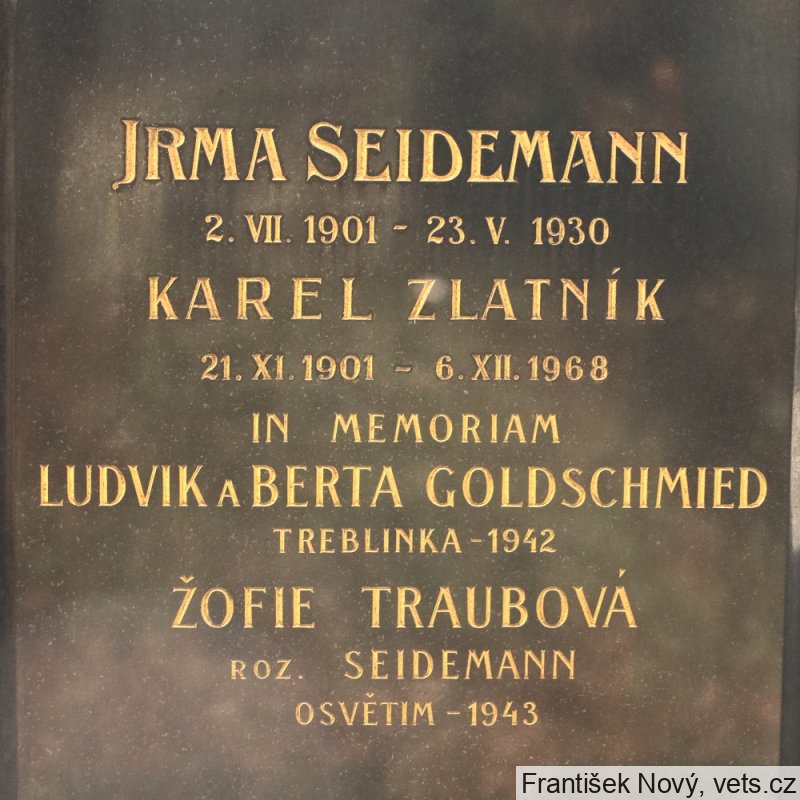 JRMA SEIDEMANN
2. VII. 1901 - 23. V. 1930
KAREL ZLATNÍK
21. XI. 1901 - 6. XII. 1968
IN MEMORIAM
LUDVIK A BERTA GOLDSCHMIED
TREBLINKA - 1942
ŽOFIE TRAUBOVÁ
ROZ. SEIDEMANN
OSVĚTIM - 1943
František Nový, vets.cz